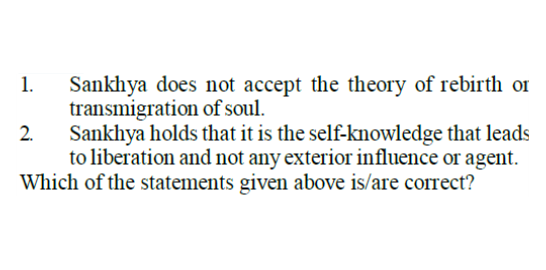 1. Sankhya does not accept the theory of rebirth or
transmigration of soul.
2. Sankhya holds that it is the self-knowledge that leads
to liberation and not any exterior influence or agent.
Which of the statements given above is/are correct?